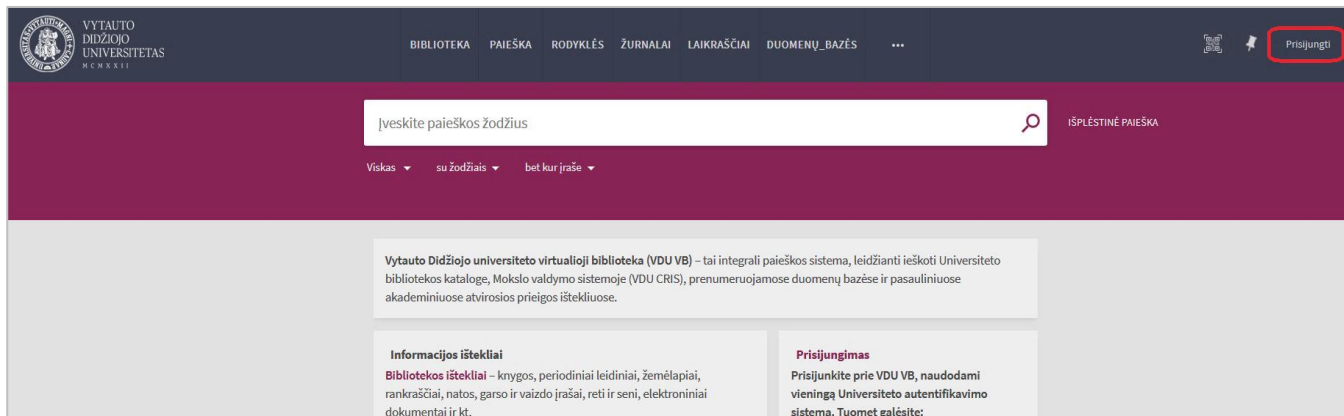 VYTAUTO
DIDŽIOJO
UNIVERSITETAS
MCMXXII
BIBLIOTEKA PAIEŠKA RODYKLĖS ŽURNALAI LAIKRAŠČIAI DUOMENŲ_BAZĖS ...
Prisijungti
Įveskite paieškos žodžius
IŠPLĖSTINĖ PAIEŠKA
Viskas su žodžiais bet kur įraše
Vytauto Didžiojo universiteto virtualioji biblioteka (VDU VB) – tai integrali paieškos sistema, leidžianti ieškoti Universiteto
bibliotekos kataloge, Mokslo valdymo sistemoje (VDU CRIS), prenumeruojamose duomenų bazėse ir pasauliniuose
akademiniuose atvirosios prieigos ištekliuose.
Informacijos ištekliai
Bibliotekos ištekliai – knygos, periodiniai leidiniai, žemėlapiai,
rankraščiai, natos, garso ir vaizdo įrašai, reti ir seni, elektroniniai
dokumentai ir kt.
Prisijungimas
Prisijunkite prie VDU VB, naudodami
vieningą Universiteto autentifikavimo
sistemą. Tuomet galėsite: